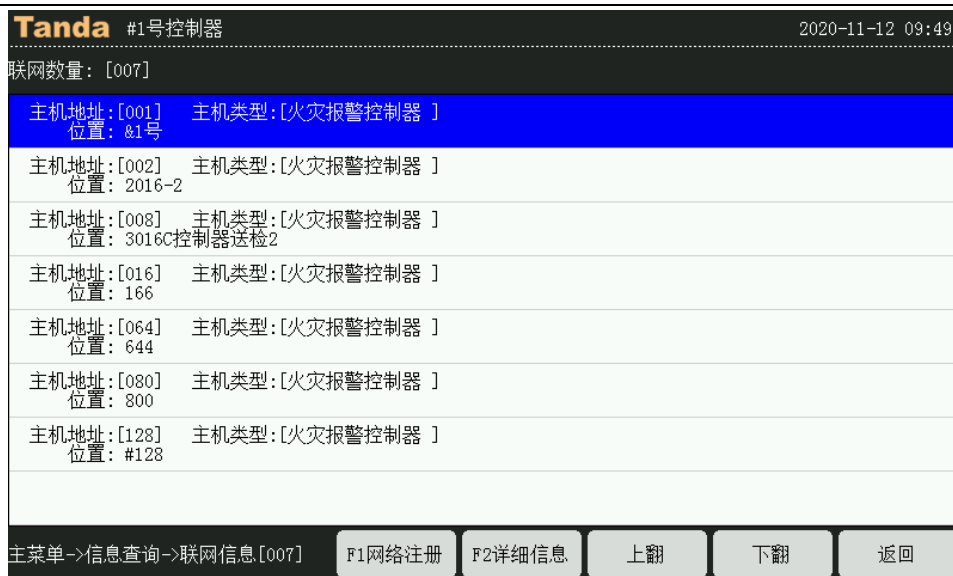 Tanda #1号控制器 2020-11-12 09:49
联网数量: [007]
主机地址:[001] 主机类型:[火灾报警控制器 ]
位置: &1号
主机地址:[002] 主机类型:[火灾报警控制器 ]
位置: 2016-2
主机地址:[008] 主机类型:[火灾报警控制器 ]
位置: 3016C控制器送检2
主机地址:[016] 主机类型:[火灾报警控制器 ]
位置: 166
主机地址:[064] 主机类型:[火灾报警控制器 ]
位置: 644
主机地址:[080] 主机类型:[火灾报警控制器 ]
位置: 800
主机地址:[128] 主机类型:[火灾报警控制器 ]
位置: #128
主菜单->信息查询->联网信息[007] F1网络注册 F2详细信息 上翻 下翻 返回